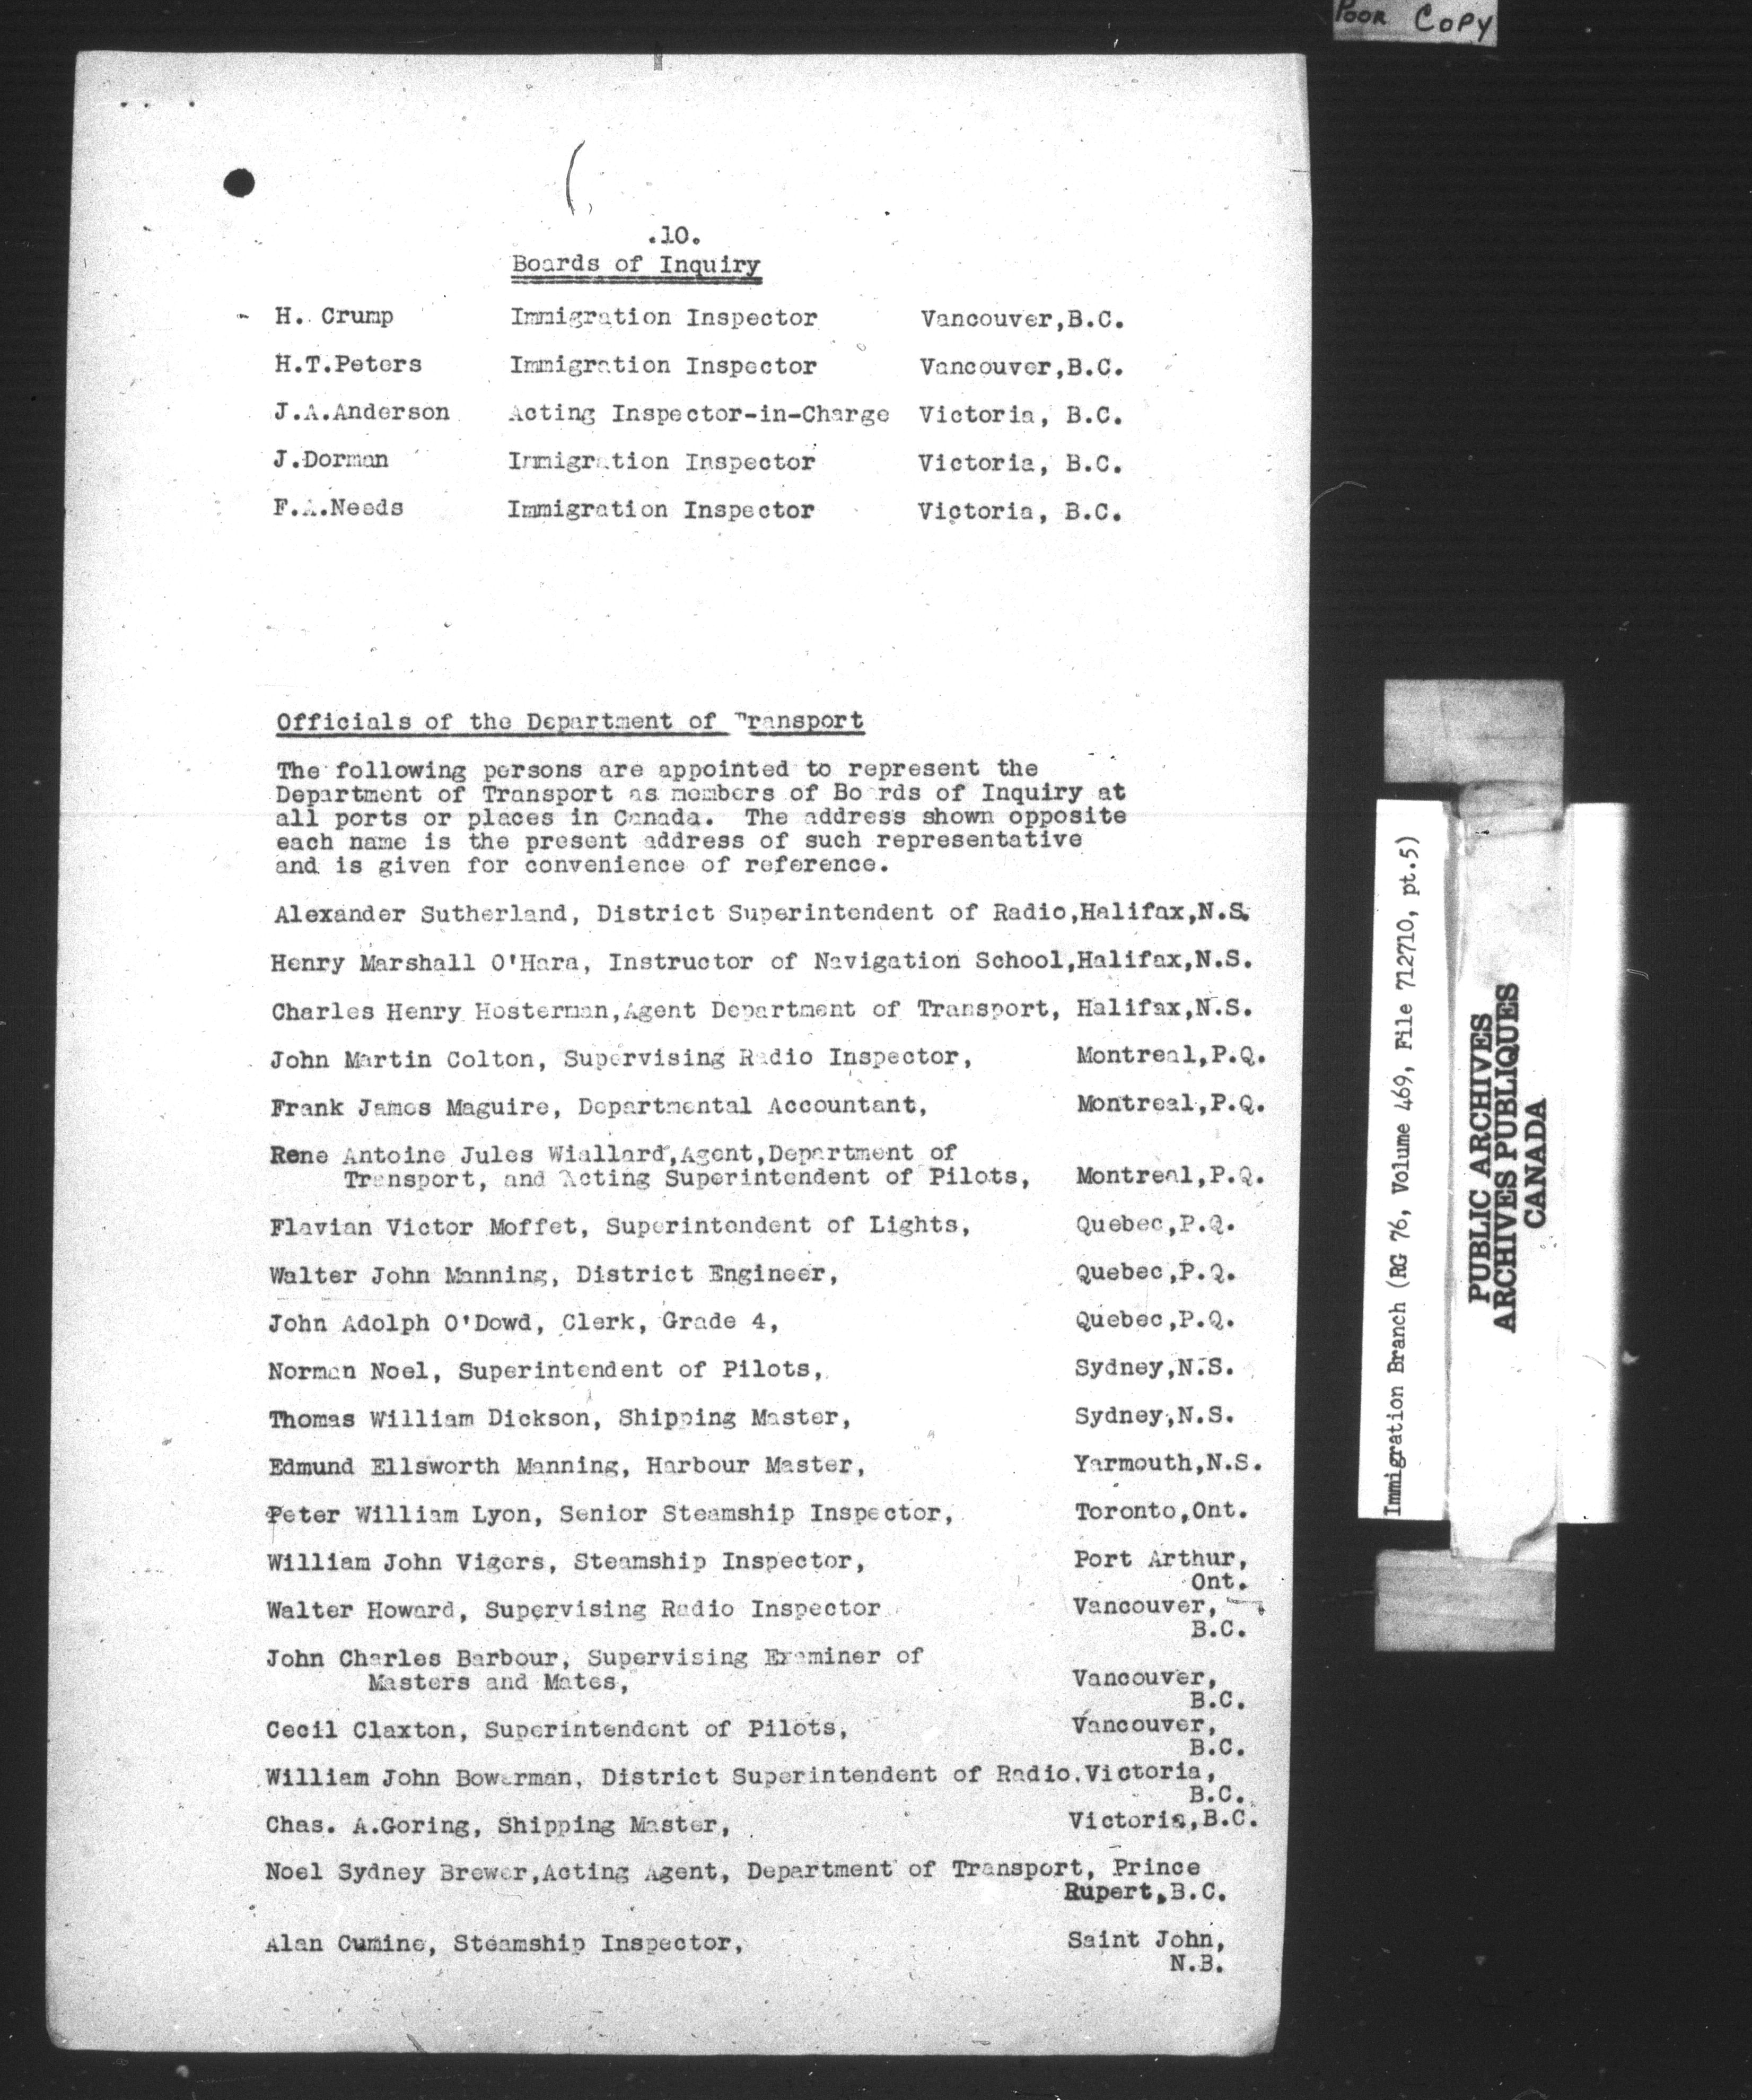 POOR COPY
.10.
Boards of Inquiry
H. Crump Immigration Inspector Vancouver,B.C.
H.T.Peters Immigration Inspector Vancouver,B.C.
J.A.Anderson Acting Inspector-in-Charge Victoria, B.C.
J.Dorman Immigration Inspector Victoria, B.C.
F.A.Needs Immigration Inspector Victoria, B.C.
Officials of the Department of Transport
The following persons are appointed to represent the
Department of Transport as members of Boards of Inquiry at
all ports or places in Canada. The address shown opposite
each name is the present address of such representative
and is given for convenience of reference.
Alexander Sutherland, District Superintendent of Radio,Halifax,N.S.
Henry Marshall O'Hara, Instructor of Navigation School,Halifax,N.S.
Charles Henry Hosterman,Agent Department of Transport, Halifax,N.S.
John Martin Colton, Supervising Radio Inspector, Montreal,P.Q.
Frank James Maguire, Departmental Accountant, Montreal,P.Q.
Rene Antoine Jules Wiallard,Agent,Department of
Transport, and Acting Superintendent of Pilots, Montreal,P.Q.
Flavian Victor Moffet, Superintendent of Lights, Quebec,P.Q.
Walter John Manning, District Engineer, Quebec,P.Q.
John Adolph O'Dowd, Clerk, Grade 4, Quebec,P.Q.
Norman Noel, Superintendent of Pilots, Sydney,N.S.
Thomas William Dickson, Shipping Master, Sydney,N.S.
Edmund Ellsworth Manning, Harbour Master, Yarmouth,N.S.
Peter William Lyon, Senior Steamship Inspector, Toronto,Ont.
William John Vigers, Steamship Inspector, Port Arthur,
Ont.
Walter Howard, Supervising Radio Inspector Vancouver,
B.C.
John Charles Barbour, Supervising Examiner of
Masters and Mates, Vancouver,
B.C.
Cecil Claxton, Superintendent of Pilots, Vancouver,
B.C.
William John Bowerman, District Superintendent of Radio,Victoria,
B.C.
Chas. A.Goring, Shipping Master, Victoria,B.C.
Noel Sydney Brewer,Acting Agent, Department of Transport, Prince
Rupert,B.C.
Alan Cumine, Steamship Inspector, Saint John,
N.B.
Immigration Branch (RG 76, Volume 469, File 712710, pt.5)
PUBLIC ARCHIVES
ARCHIVES PUBLIQUES
CANADA